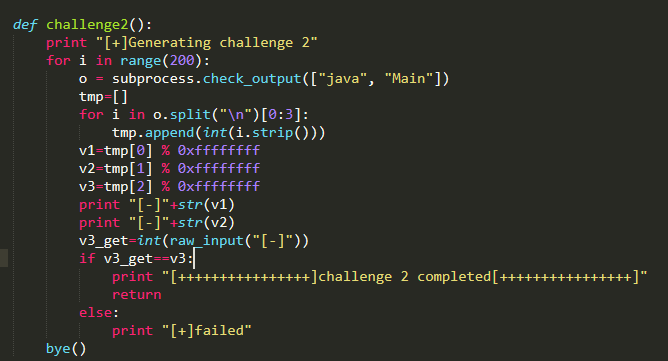 def challenge2():
    print "[+]Generating challenge 2"
    for i in range(200):
        o = subprocess.check_output(["java", "Main"])
        tmp=[]
        for i in o.split("\n")[0:3]:
            tmp.append(int(i.strip()))
        v1=tmp[0] % 0xffffffff
        v2=tmp[1] % 0xffffffff
        v3=tmp[2] % 0xffffffff
        print "[-]"+str(v1)
        print "[-]"+str(v2)
        v3_get=int(raw_input("[-]"))
        if v3_get==v3:
            print "[++++++++++++++++]challenge 2 completed[++++++++++++++++]"
            return
        else:
            print "[+]failed"
    bye()